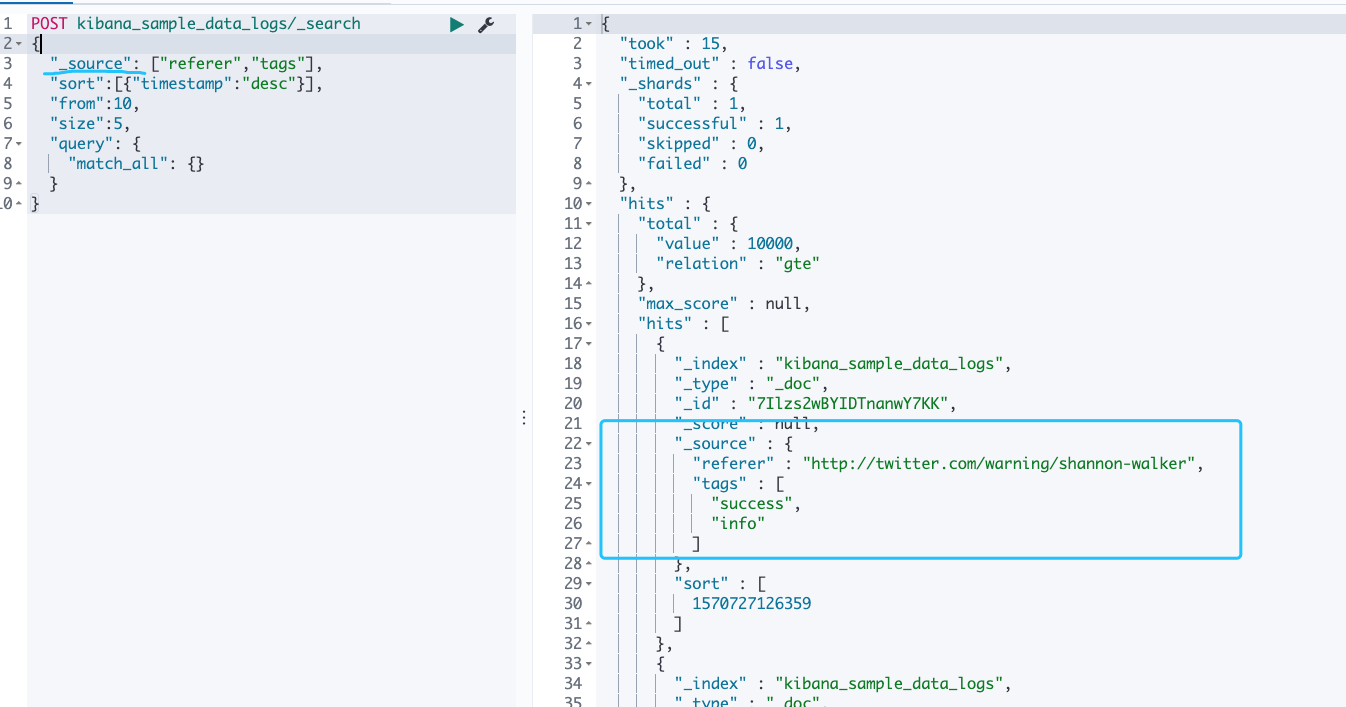 1 POST kibana_sample_data_logs/_search
2 {
3 "_source": ["referer","tags"],
4 "sort":[{"timestamp":"desc"}],
5 "from":10,
6 "size":5,
7 "query": {
8 "match_all": {}
9 }
10 }
1 {
2 "took" : 15,
3 "timed_out" : false,
4 "_shards" : {
5 "total" : 1,
6 "successful" : 1,
7 "skipped" : 0,
8 "failed" : 0
9 },
10 "hits" : {
11 "total" : {
12 "value" : 10000,
13 "relation" : "gte"
14 },
15 "max_score" : null,
16 "hits" : [
17 {
18 "_index" : "kibana_sample_data_logs",
19 "_type" : "_doc",
20 "_id" : "7Ilzs2wBYIDTnanwY7KK",
21 "_score" : null,
22 "_source" : {
23 "referer" : "http://twitter.com/warning/shannon-walker",
24 "tags" : [
25 "success",
26 "info"
27 ]
28 },
29 "sort" : [
30 1570727126359
31 ]
32 },
33 {
34 "_index" : "kibana_sample_data_logs",
35 "_type" : "_doc",